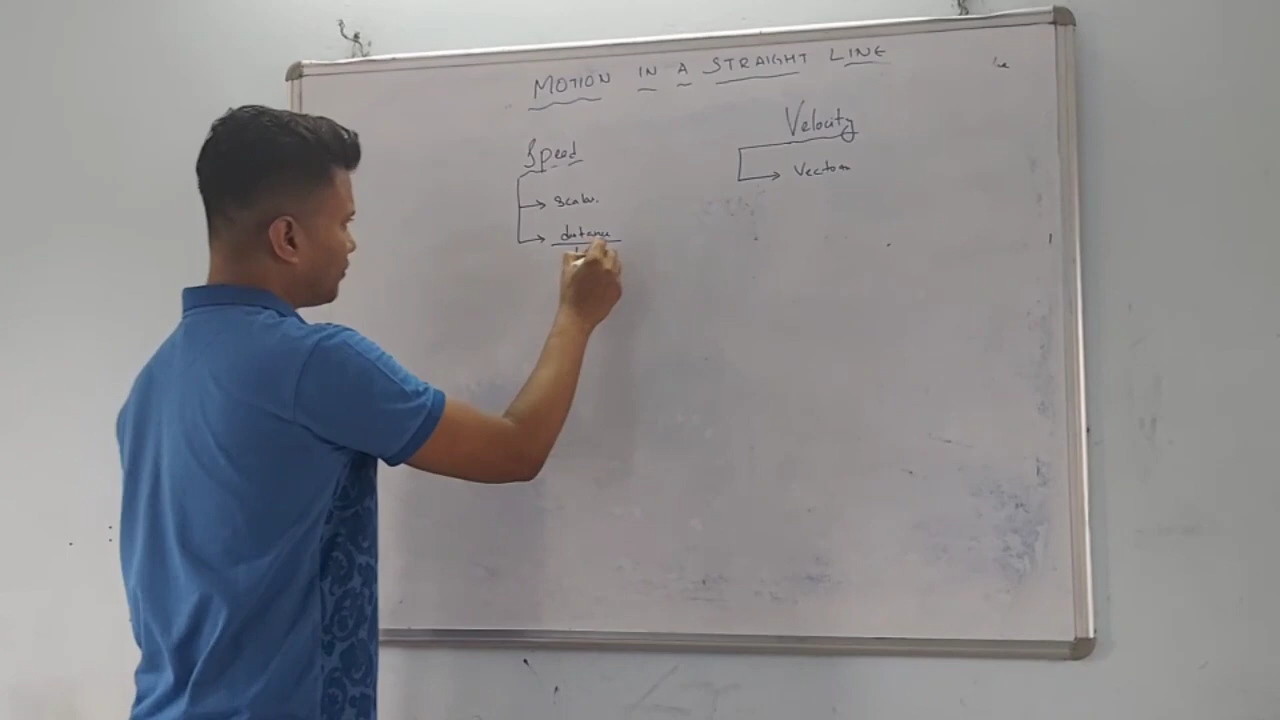 MOTION IN A STRAIGHT LINE
Speed
Velocity
Scalar.
Vector
distance